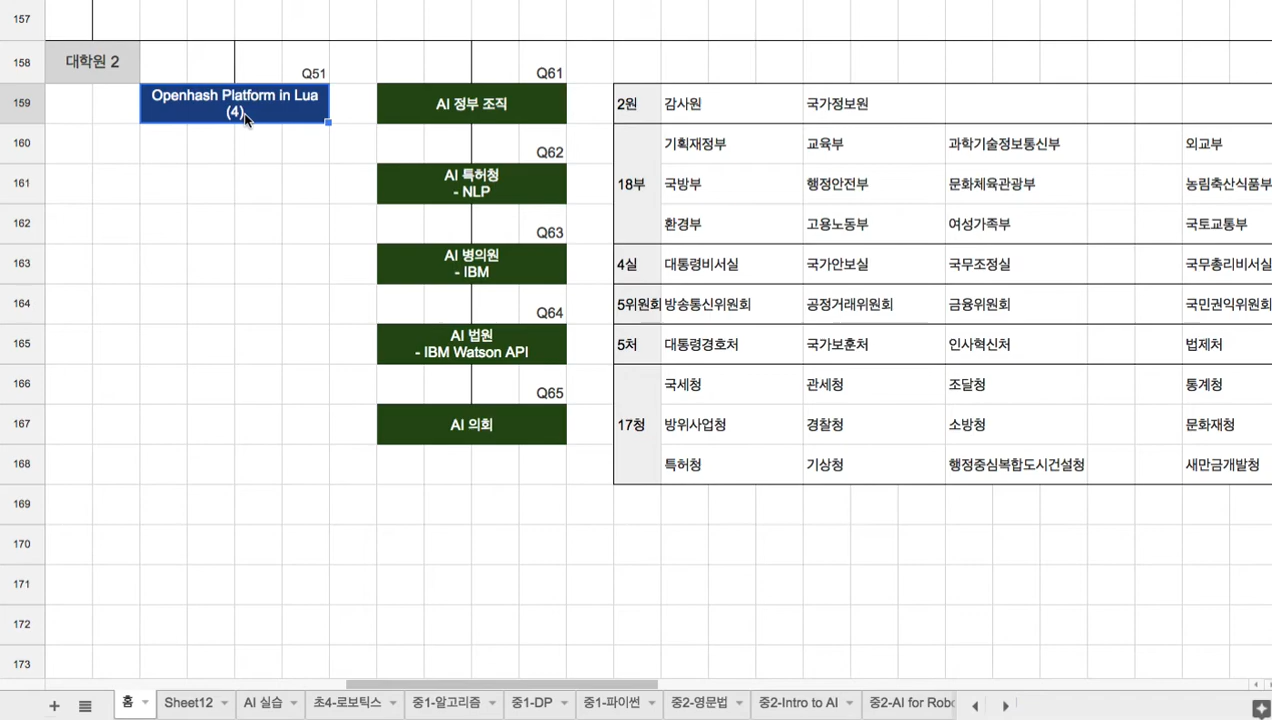 157
158
대학원 2
Q51
Q61
159
Openhash Platform in Lua
(4)
AI 정부 조직
2원
감사원
국가정보원
160
Q62
기획재정부
교육부
과학기술정보통신부
외교부
161
AI 특허청
- NLP
18부
국방부
행정안전부
문화체육관광부
농림축산식품부
162
Q63
환경부
고용노동부
여성가족부
국토교통부
163
AI 병의원
- IBM
4실
대통령비서실
국가안보실
국무조정실
국무총리비서실
164
Q64
5위원회
방송통신위원회
공정거래위원회
금융위원회
국민권익위원회
165
AI 법원
- IBM Watson API
5처
대통령경호처
국가보훈처
인사혁신처
법제처
166
Q65
국세청
관세청
조달청
통계청
167
AI 의회
17청
방위사업청
경찰청
소방청
문화재청
168
특허청
기상청
행정중심복합도시건설청
새만금개발청
169
170
171
172
173
홈
Sheet12
AI 실습
초4-로보틱스
중1-알고리즘
중1-DP
중1-파이썬
중2-영문법
중2-Intro to AI
중2-AI for Robo